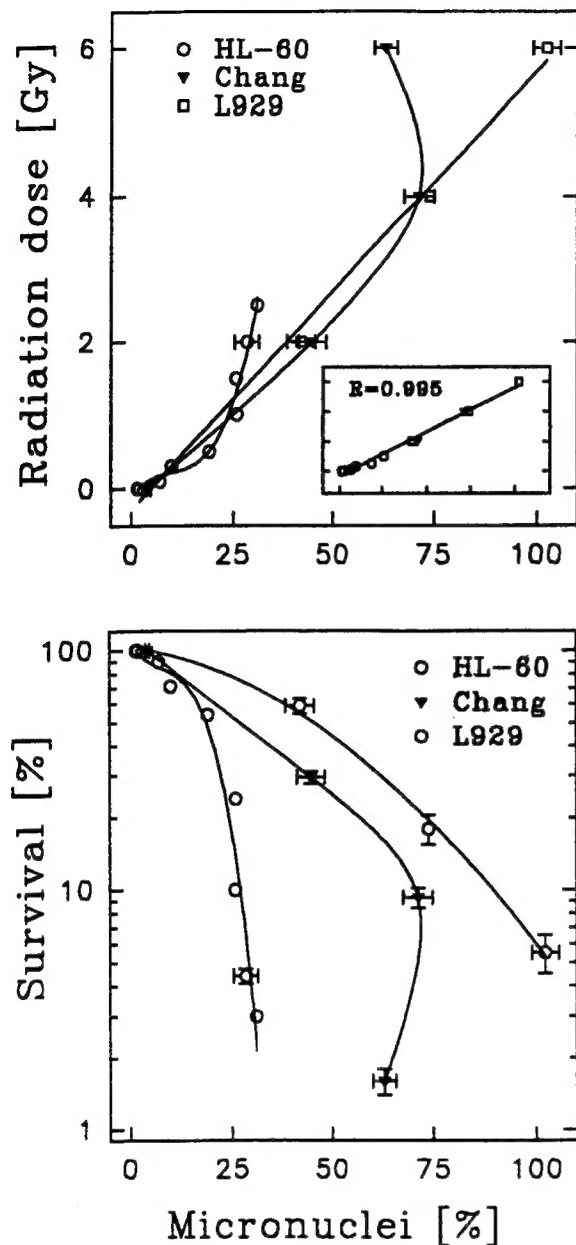 Radiation dose [Gy]
6
4
2
0
HL-60
Chang
L929
R=0.995
0 25 50 75 100
Survival [%]
100
10
1
HL-60
Chang
L929
0 25 50 75 100
Micronuclei [%]